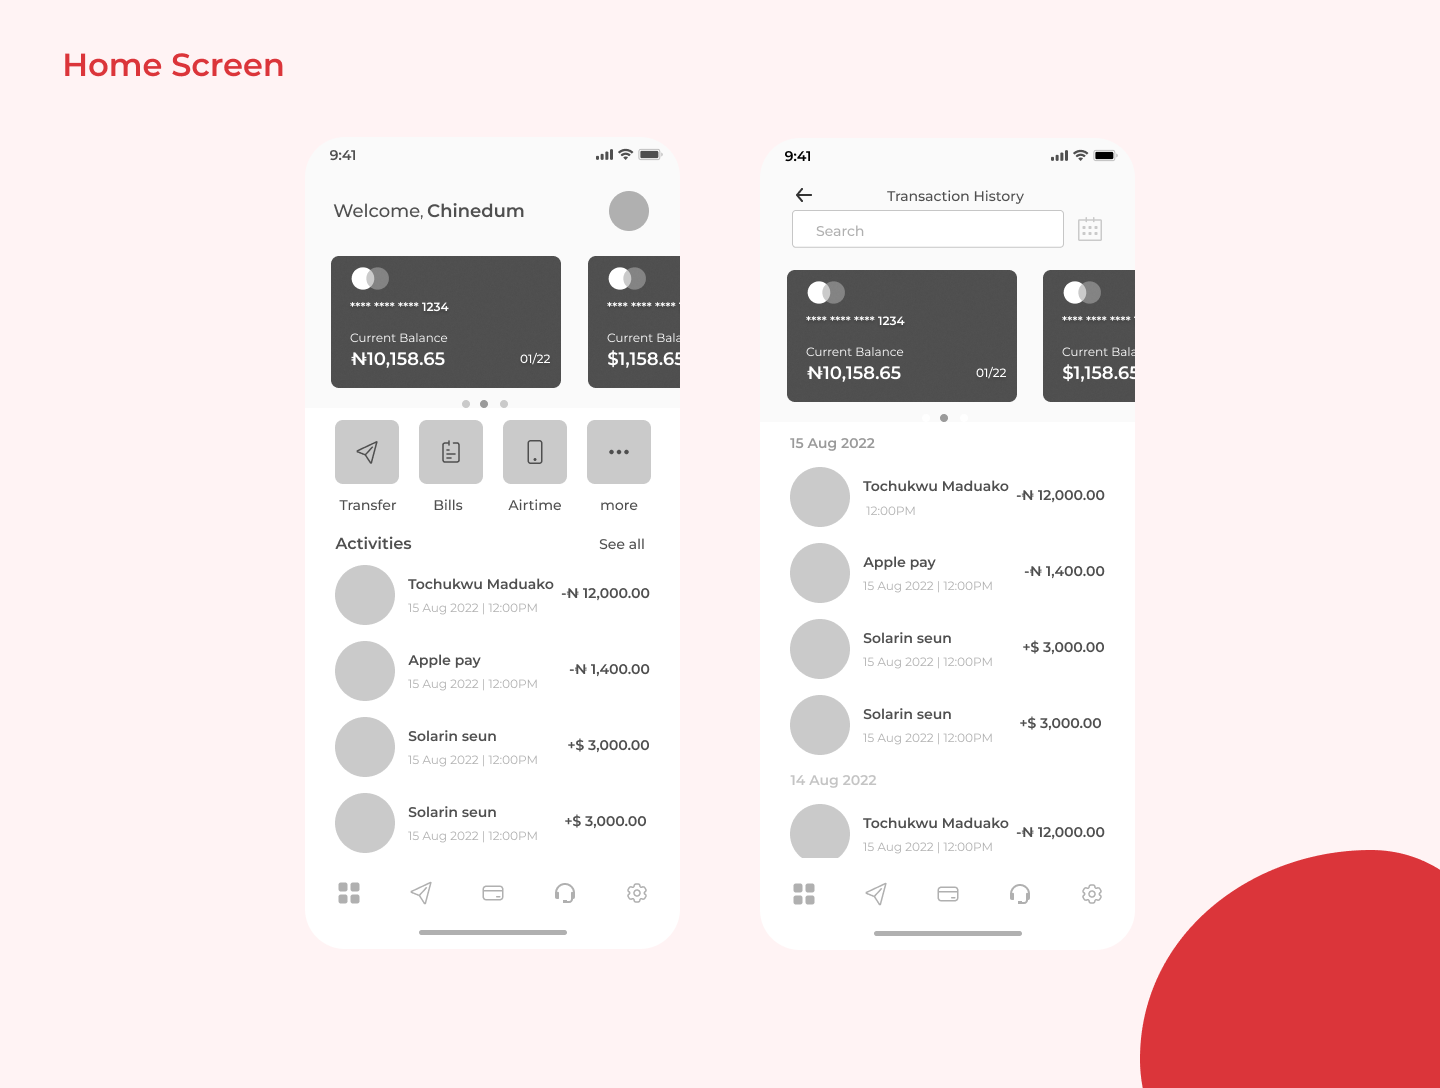 Home Screen
9:41
Welcome, Chinedum
**** **** **** 1234
Current Balance
₦10,158.65
01/22
**** **** ****
Current Bala
$1,158.65
Transfer
Bills
Airtime
more
Activities
See all
Tochukwu Maduako
-₦ 12,000.00
15 Aug 2022 | 12:00PM
Apple pay
-₦ 1,400.00
15 Aug 2022 | 12:00PM
Solarin seun
+$ 3,000.00
15 Aug 2022 | 12:00PM
Solarin seun
+$ 3,000.00
15 Aug 2022 | 12:00PM
9:41
Transaction History
Search
**** **** **** 1234
Current Balance
₦10,158.65
01/22
**** **** ****
Current Bala
$1,158.65
15 Aug 2022
Tochukwu Maduako
-₦ 12,000.00
12:00PM
Apple pay
-₦ 1,400.00
15 Aug 2022 | 12:00PM
Solarin seun
+$ 3,000.00
15 Aug 2022 | 12:00PM
Solarin seun
+$ 3,000.00
15 Aug 2022 | 12:00PM
14 Aug 2022
Tochukwu Maduako
-₦ 12,000.00
15 Aug 2022 | 12:00PM